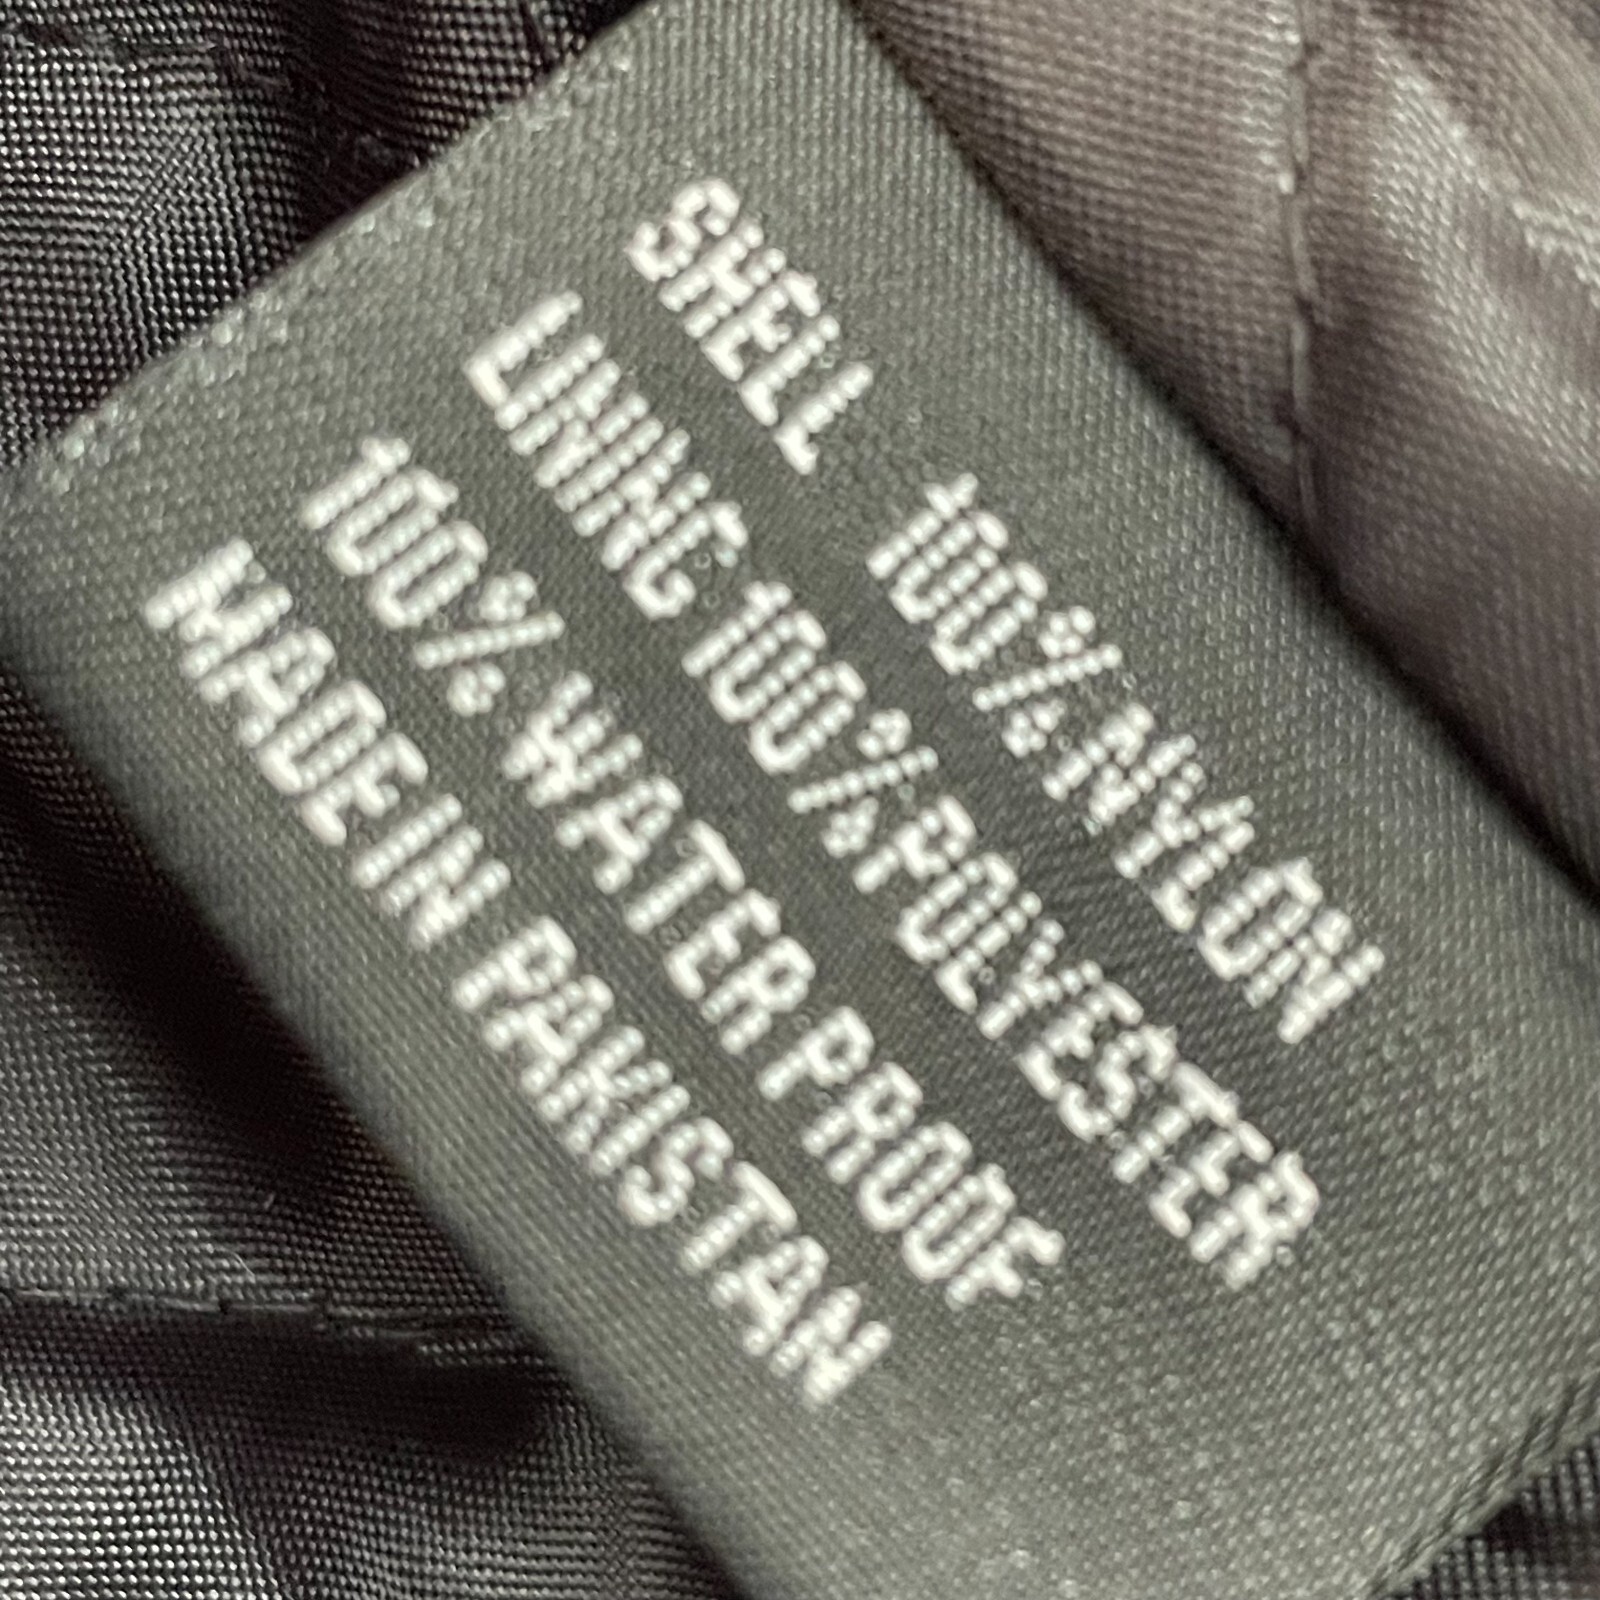 SHELL 100% NYLON
LINING 100% POLYESTER
100% WATER PROOF
MADE IN PAKISTAN